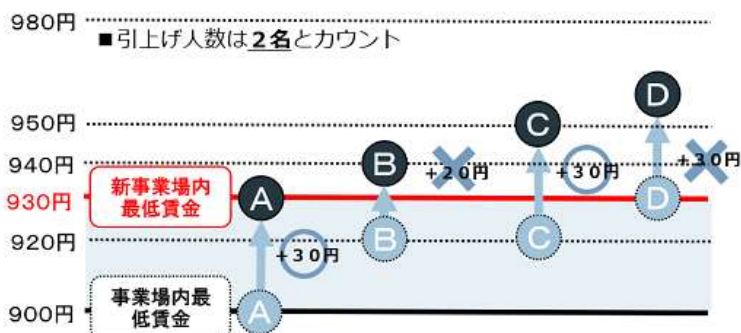 980円
■引上げ人数は2名とカウント
D
950円
C
940円
B
+20円
+30円
+30円
新事業場内
最低賃金
930円
A
D
920円
B
C
+30円
事業場内最
低賃金
900円
A